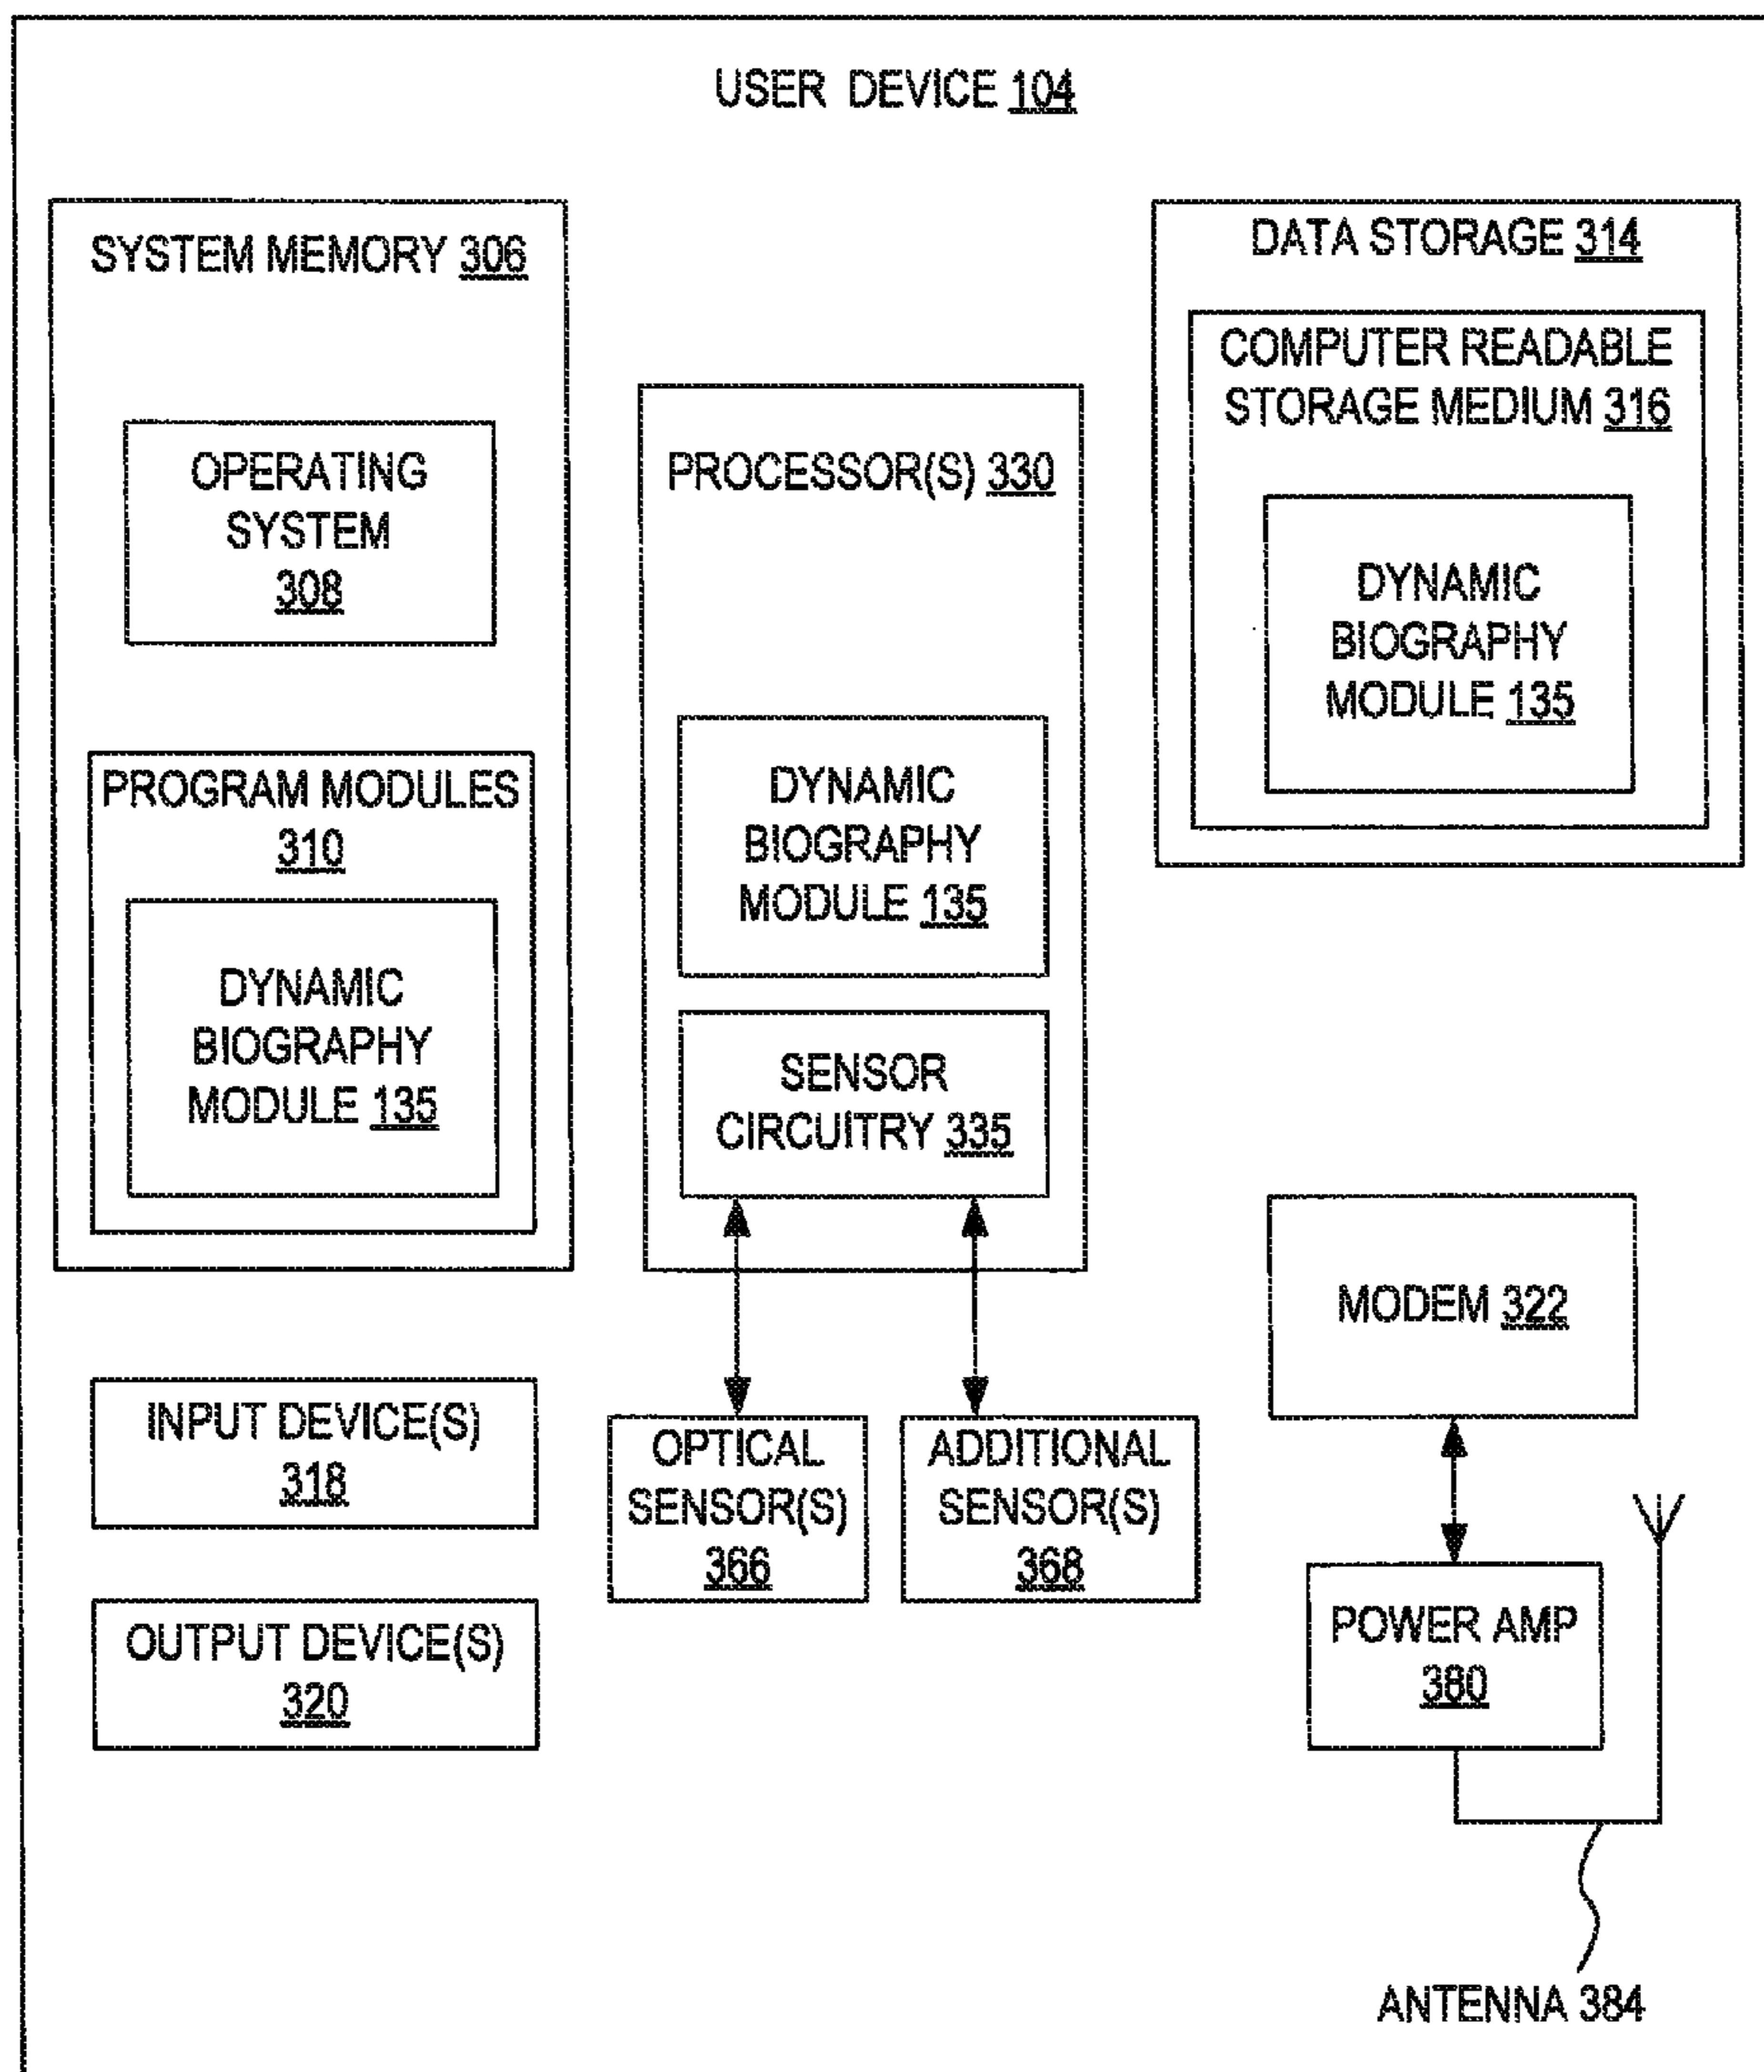 USER DEVICE 104
SYSTEM MEMORY 306
OPERATING
SYSTEM
308
PROGRAM MODULES
310
DYNAMIC
BIOGRAPHY
MODULE 135
PROCESSOR(S) 330
DYNAMIC
BIOGRAPHY
MODULE 135
SENSOR
CIRCUITRY 335
DATA STORAGE 314
COMPUTER READABLE
STORAGE MEDIUM 316
DYNAMIC
BIOGRAPHY
MODULE 135
INPUT DEVICE(S)
318
OUTPUT DEVICE(S)
320
OPTICAL
SENSOR(S)
366
ADDITIONAL
SENSOR(S)
368
MODEM 322
POWER AMP
380
ANTENNA 384